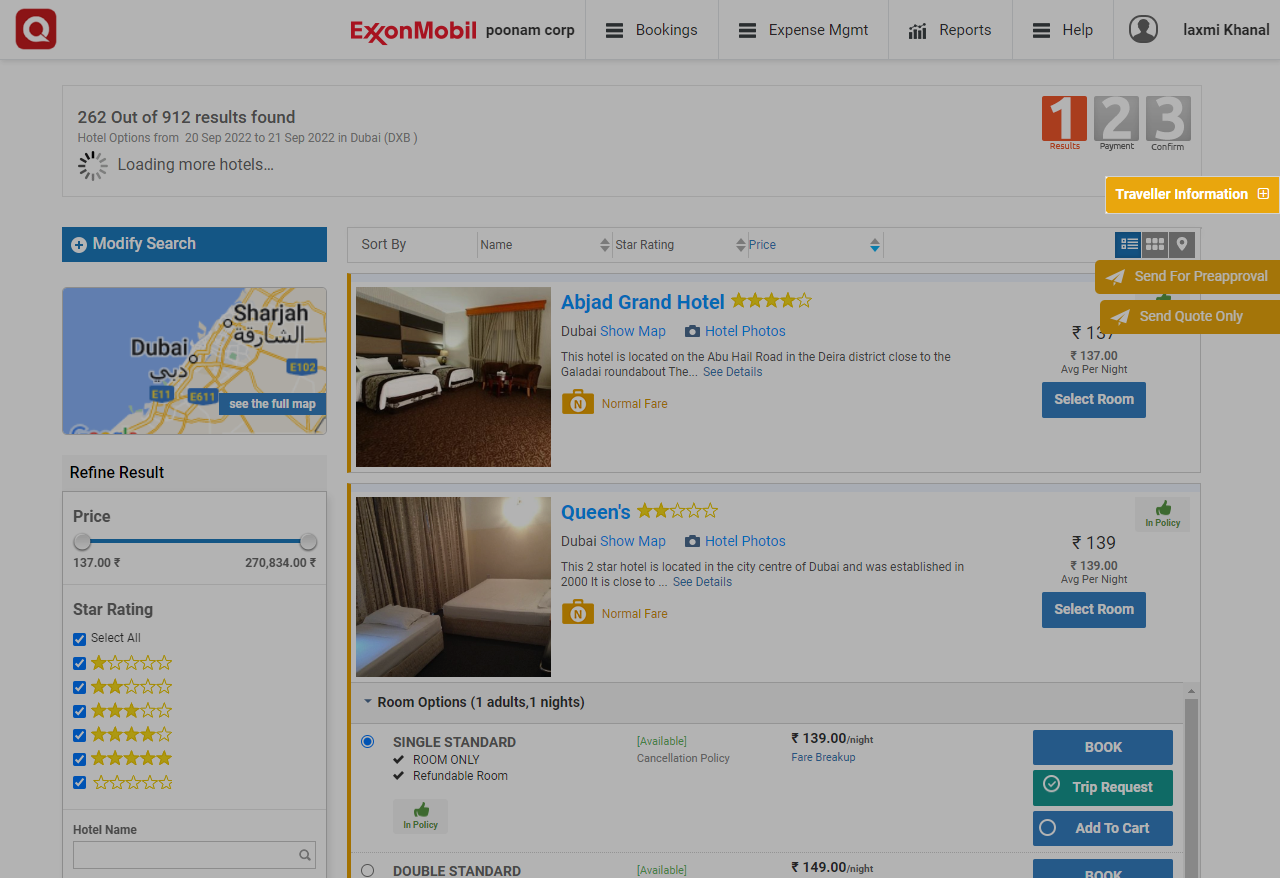 ExxonMobil poonam corp Bookings Expense Mgmt Reports Help laxmi Khanal
262 Out of 912 results found
Hotel Options from 20 Sep 2022 to 21 Sep 2022 in Dubai (DXB )
Loading more hotels...
1 2 3
Results Payment Confirm
Traveller Information
Modify Search
Sort By Name Star Rating Price
Send For Preapproval
Send Quote Only
Sharjah
الشارقة
Dubai
دبي
E102
E11
E611
see the full map
Google
Abjad Grand Hotel
Dubai Show Map Hotel Photos
This hotel is located on the Abu Hail Road in the Deira district close to the
Galadai roundabout The... See Details
N Normal Fare
₹ 137
₹ 137.00
Avg Per Night
Select Room
Refine Result
Price
137.00 ₹ 270,834.00 ₹
Star Rating
Select All
Hotel Name
Queen's
Dubai Show Map Hotel Photos
This 2 star hotel is located in the city centre of Dubai and was established in
2000 It is close to ... See Details
N Normal Fare
In Policy
₹ 139
₹ 139.00
Avg Per Night
Select Room
Room Options (1 adults,1 nights)
SINGLE STANDARD [Available] ₹ 139.00/night BOOK
ROOM ONLY Cancellation Policy Fare Breakup
Refundable Room Trip Request
In Policy Add To Cart
DOUBLE STANDARD [Available] ₹ 149.00/night BOOK